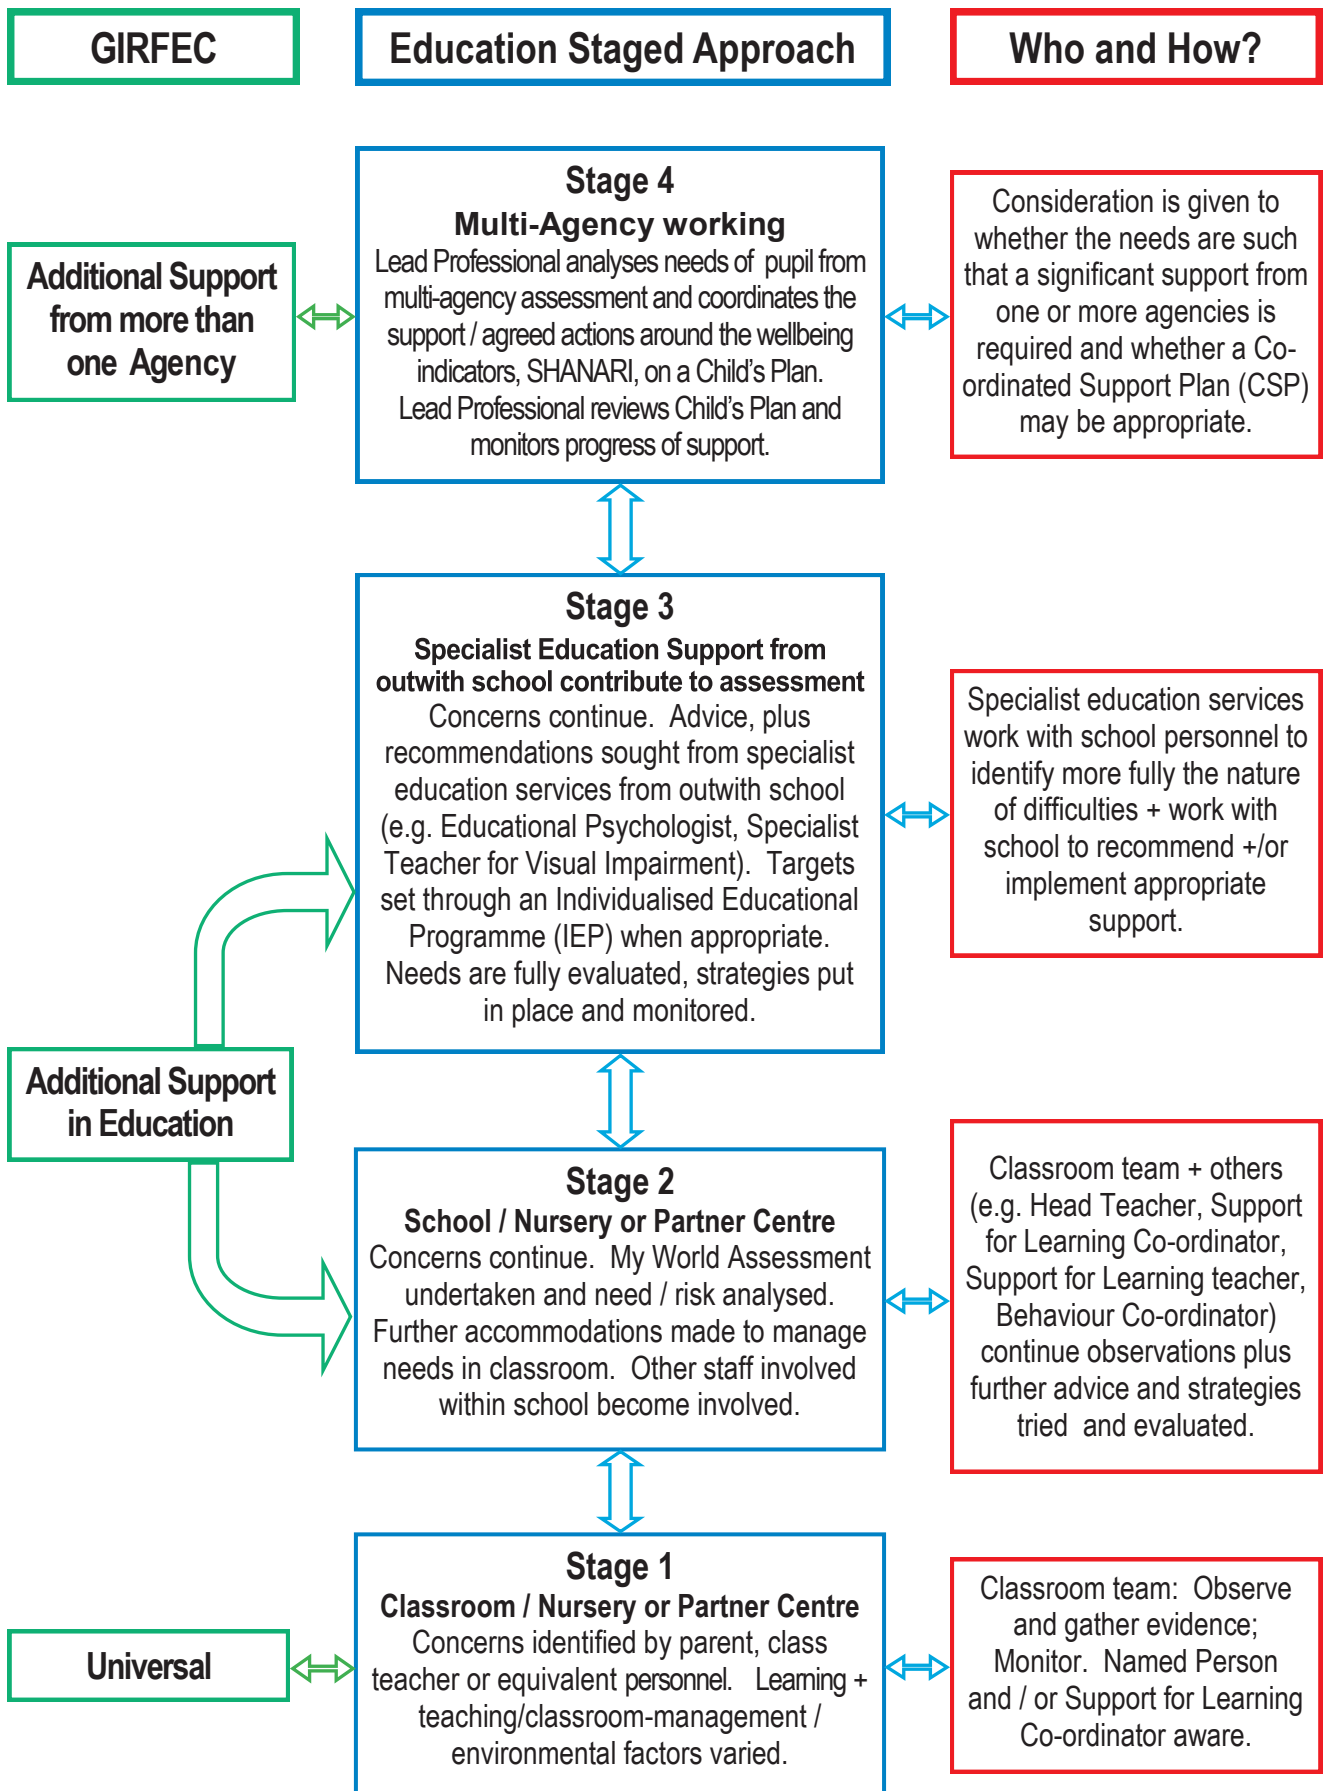 GIRFEC
Education Staged Approach
Who and How?
Additional Support
from more than
one Agency
Stage 4
Multi-Agency working
Lead Professional analyses needs of pupil from
multi-agency assessment and coordinates the
support / agreed actions around the wellbeing
indicators, SHANARI, on a Child's Plan.
Lead Professional reviews Child's Plan and
monitors progress of support.
Consideration is given to
whether the needs are such
that a significant support from
one or more agencies is
required and whether a Co-
ordinated Support Plan (CSP)
may be appropriate.
Stage 3
Specialist Education Support from
outwith school contribute to assessment
Concerns continue. Advice, plus
recommendations sought from specialist
education services from outwith school
(e.g. Educational Psychologist, Specialist
Teacher for Visual Impairment). Targets
set through an Individualised Educational
Programme (IEP) when appropriate.
Needs are fully evaluated, strategies put
in place and monitored.
Specialist education services
work with school personnel to
identify more fully the nature
of difficulties + work with
school to recommend +/or
implement appropriate
support.
Additional Support
in Education
Stage 2
School / Nursery or Partner Centre
Concerns continue. My World Assessment
undertaken and need / risk analysed.
Further accommodations made to manage
needs in classroom. Other staff involved
within school become involved.
Classroom team + others
(e.g. Head Teacher, Support
for Learning Co-ordinator,
Support for Learning teacher,
Behaviour Co-ordinator)
continue observations plus
further advice and strategies
tried and evaluated.
Universal
Stage 1
Classroom / Nursery or Partner Centre
Concerns identified by parent, class
teacher or equivalent personnel. Learning +
teaching/classroom-management /
environmental factors varied.
Classroom team: Observe
and gather evidence;
Monitor. Named Person
and / or Support for Learning
Co-ordinator aware.